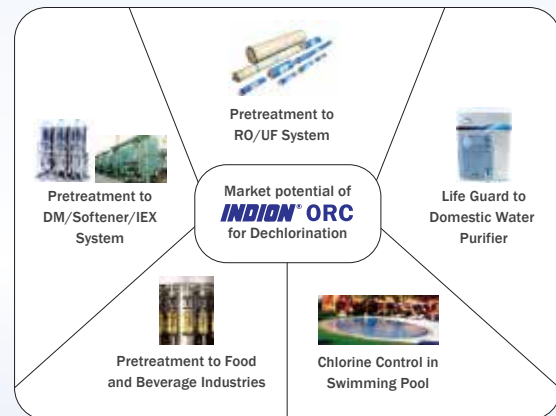 Pretreatment to
RO/UF System
Pretreatment to
DM/Softener/IEX
System
Market potential of
INDION® ORC
for Dechlorination
Life Guard to
Domestic Water
Purifier
Pretreatment to Food
and Beverage Industries
Chlorine Control in
Swimming Pool